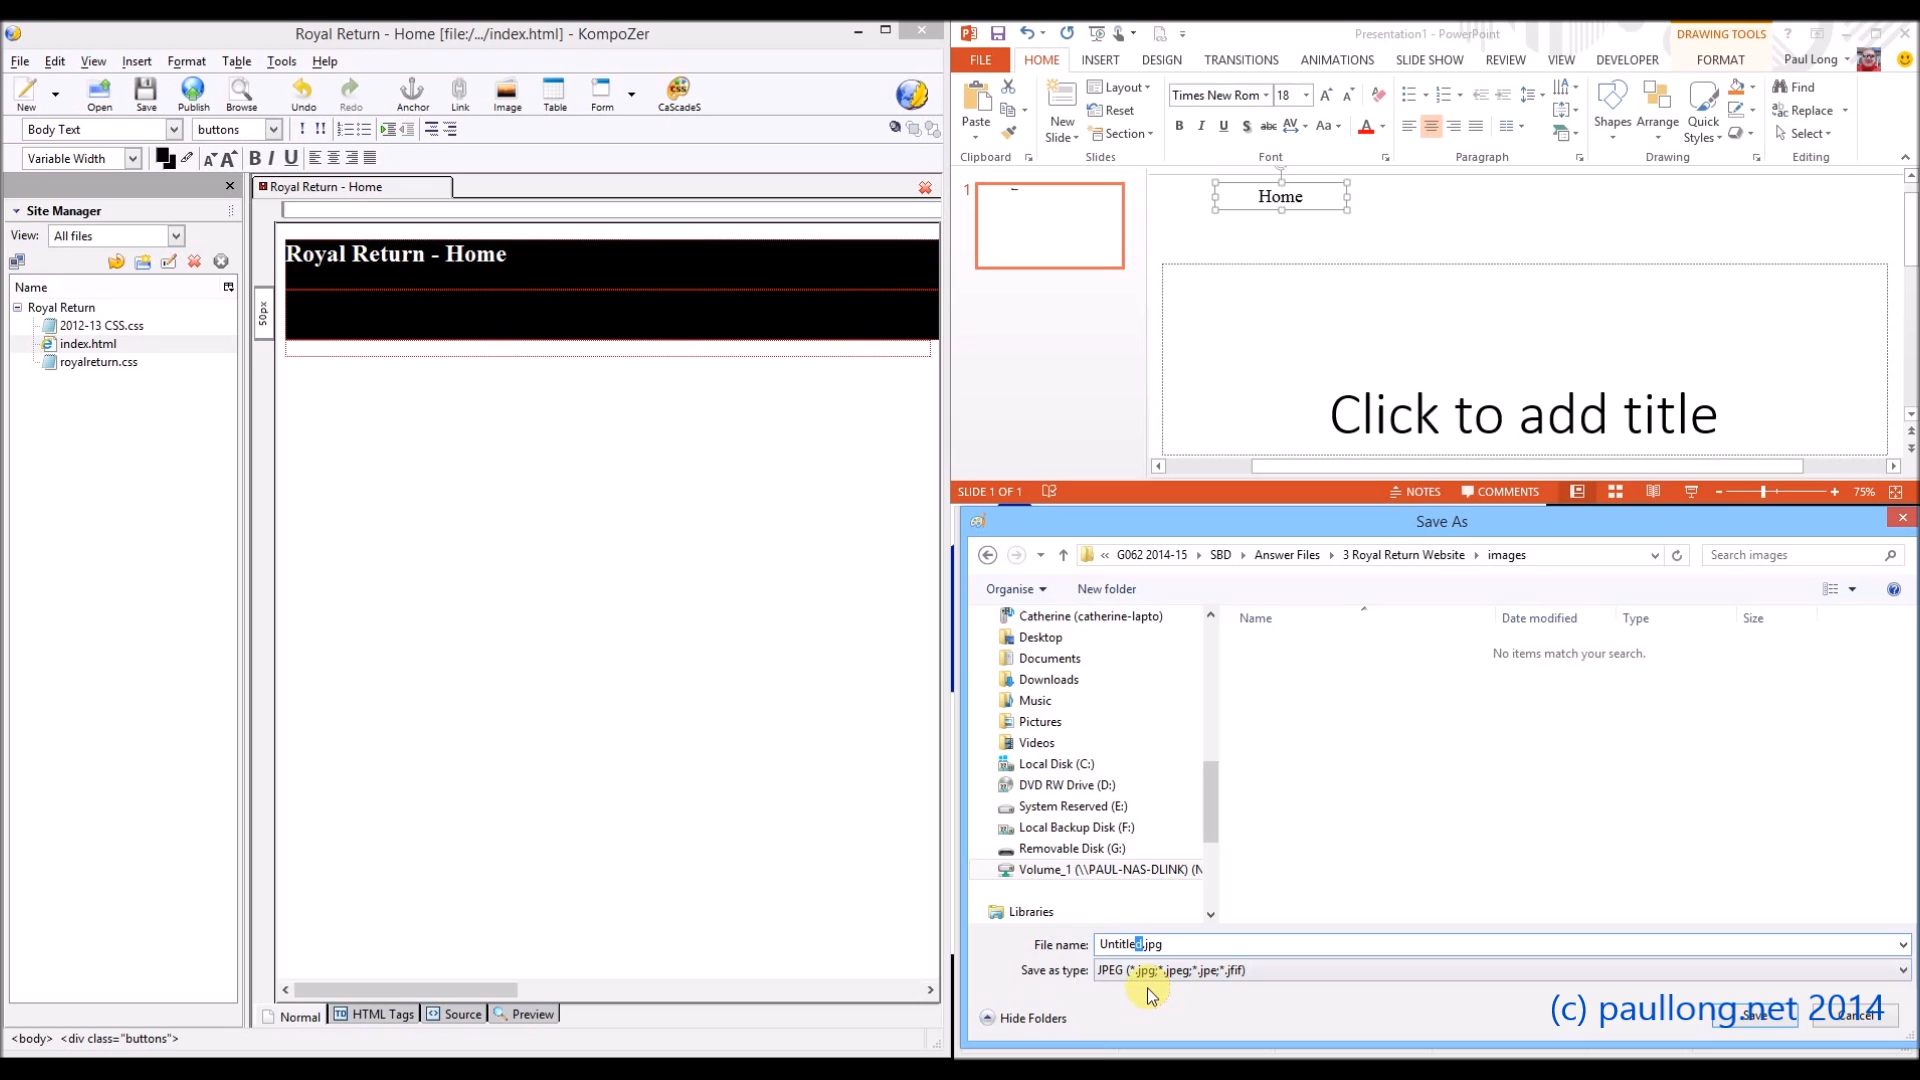 Royal Return - Home [file:/.../index.html] - KompoZer
File Edit View Insert Format Table Tools Help
New Open Save Publish Browse Undo Redo Anchor Link Image Table Form CaScadeS
Body Text buttons
Variable Width
Site Manager
View: All files
Name
Royal Return
2012-13 CSS.css
index.html
royalreturn.css
Royal Return - Home
50px
Royal Return - Home
Normal HTML Tags Source Preview
<body> <div class="buttons">
Presentation1 - PowerPoint
DRAWING TOOLS
FILE HOME INSERT DESIGN TRANSITIONS ANIMATIONS SLIDE SHOW REVIEW VIEW DEVELOPER FORMAT Paul Long
Paste New Slide Layout Reset Section
Times New Rom 18
Shapes Arrange Quick Styles
Find
Replace
Select
Clipboard Slides Font Paragraph Drawing Editing
1
Home
Click to add title
SLIDE 1 OF 1 NOTES COMMENTS 75%
Save As
« G062 2014-15 SBD Answer Files 3 Royal Return Website images Search images
Organise New folder
Name Date modified Type Size
No items match your search.
Catherine (catherine-lapto)
Desktop
Documents
Downloads
Music
Pictures
Videos
Local Disk (C:)
DVD RW Drive (D:)
System Reserved (E:)
Local Backup Disk (F:)
Removable Disk (G:)
Volume_1 (\\PAUL-NAS-DLINK) (N
Libraries
File name: Untitled.jpg
Save as type: JPEG (*.jpg;*.jpeg;*.jpe;*.jfif)
Hide Folders
Save Cancel
(c) paullong.net 2014